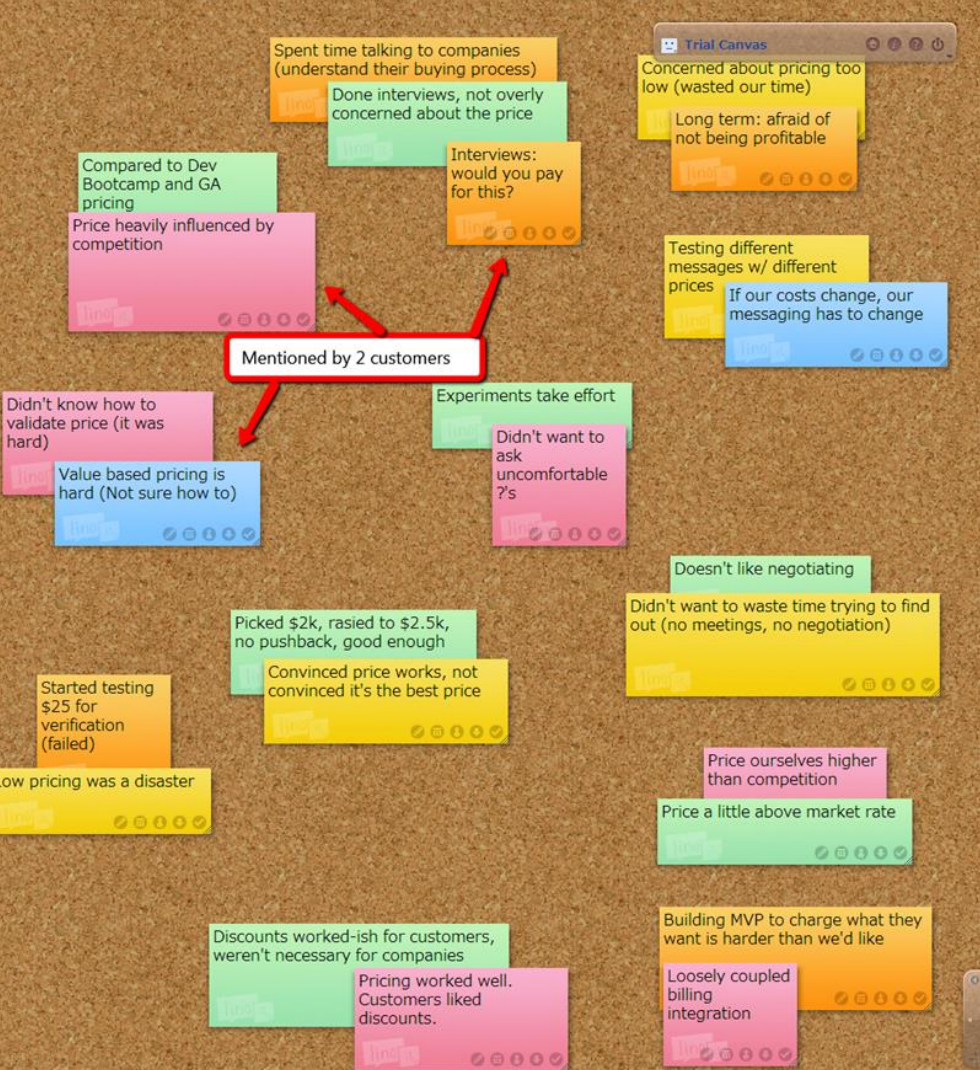 Trial Canvas
Spent time talking to companies
(understand their buying process)
Done interviews, not overly
concerned about the price
Interviews:
would you pay
for this?
Concerned about pricing too
low (wasted our time)
Long term: afraid of
not being profitable
Compared to Dev
Bootcamp and GA
pricing
Price heavily influenced by
competition
Testing different
messages w/ different
prices
If our costs change, our
messaging has to change
Mentioned by 2 customers
Didn't know how to
validate price (it was
hard)
Value based pricing is
hard (Not sure how to)
Experiments take effort
Didn't want to
ask
uncomfortable
?'s
Doesn't like negotiating
Didn't want to waste time trying to find
out (no meetings, no negotiation)
Picked $2k, rasied to $2.5k,
no pushback, good enough
Convinced price works, not
convinced it's the best price
Started testing
$25 for
verification
(failed)
Low pricing was a disaster
Price ourselves higher
than competition
Price a little above market rate
Discounts worked-ish for customers,
weren't necessary for companies
Pricing worked well.
Customers liked
discounts.
Building MVP to charge what they
want is harder than we'd like
Loosely coupled
billing
integration